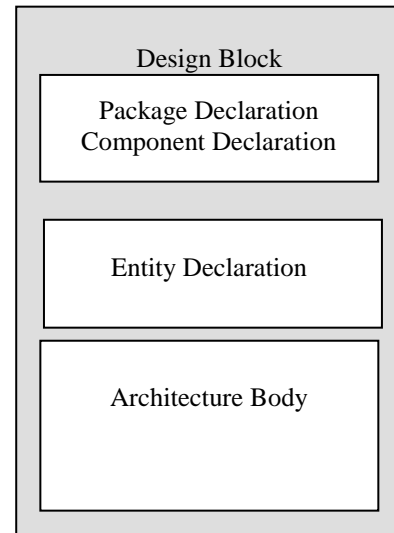 Design Block
Package Declaration
Component Declaration
Entity Declaration
Architecture Body